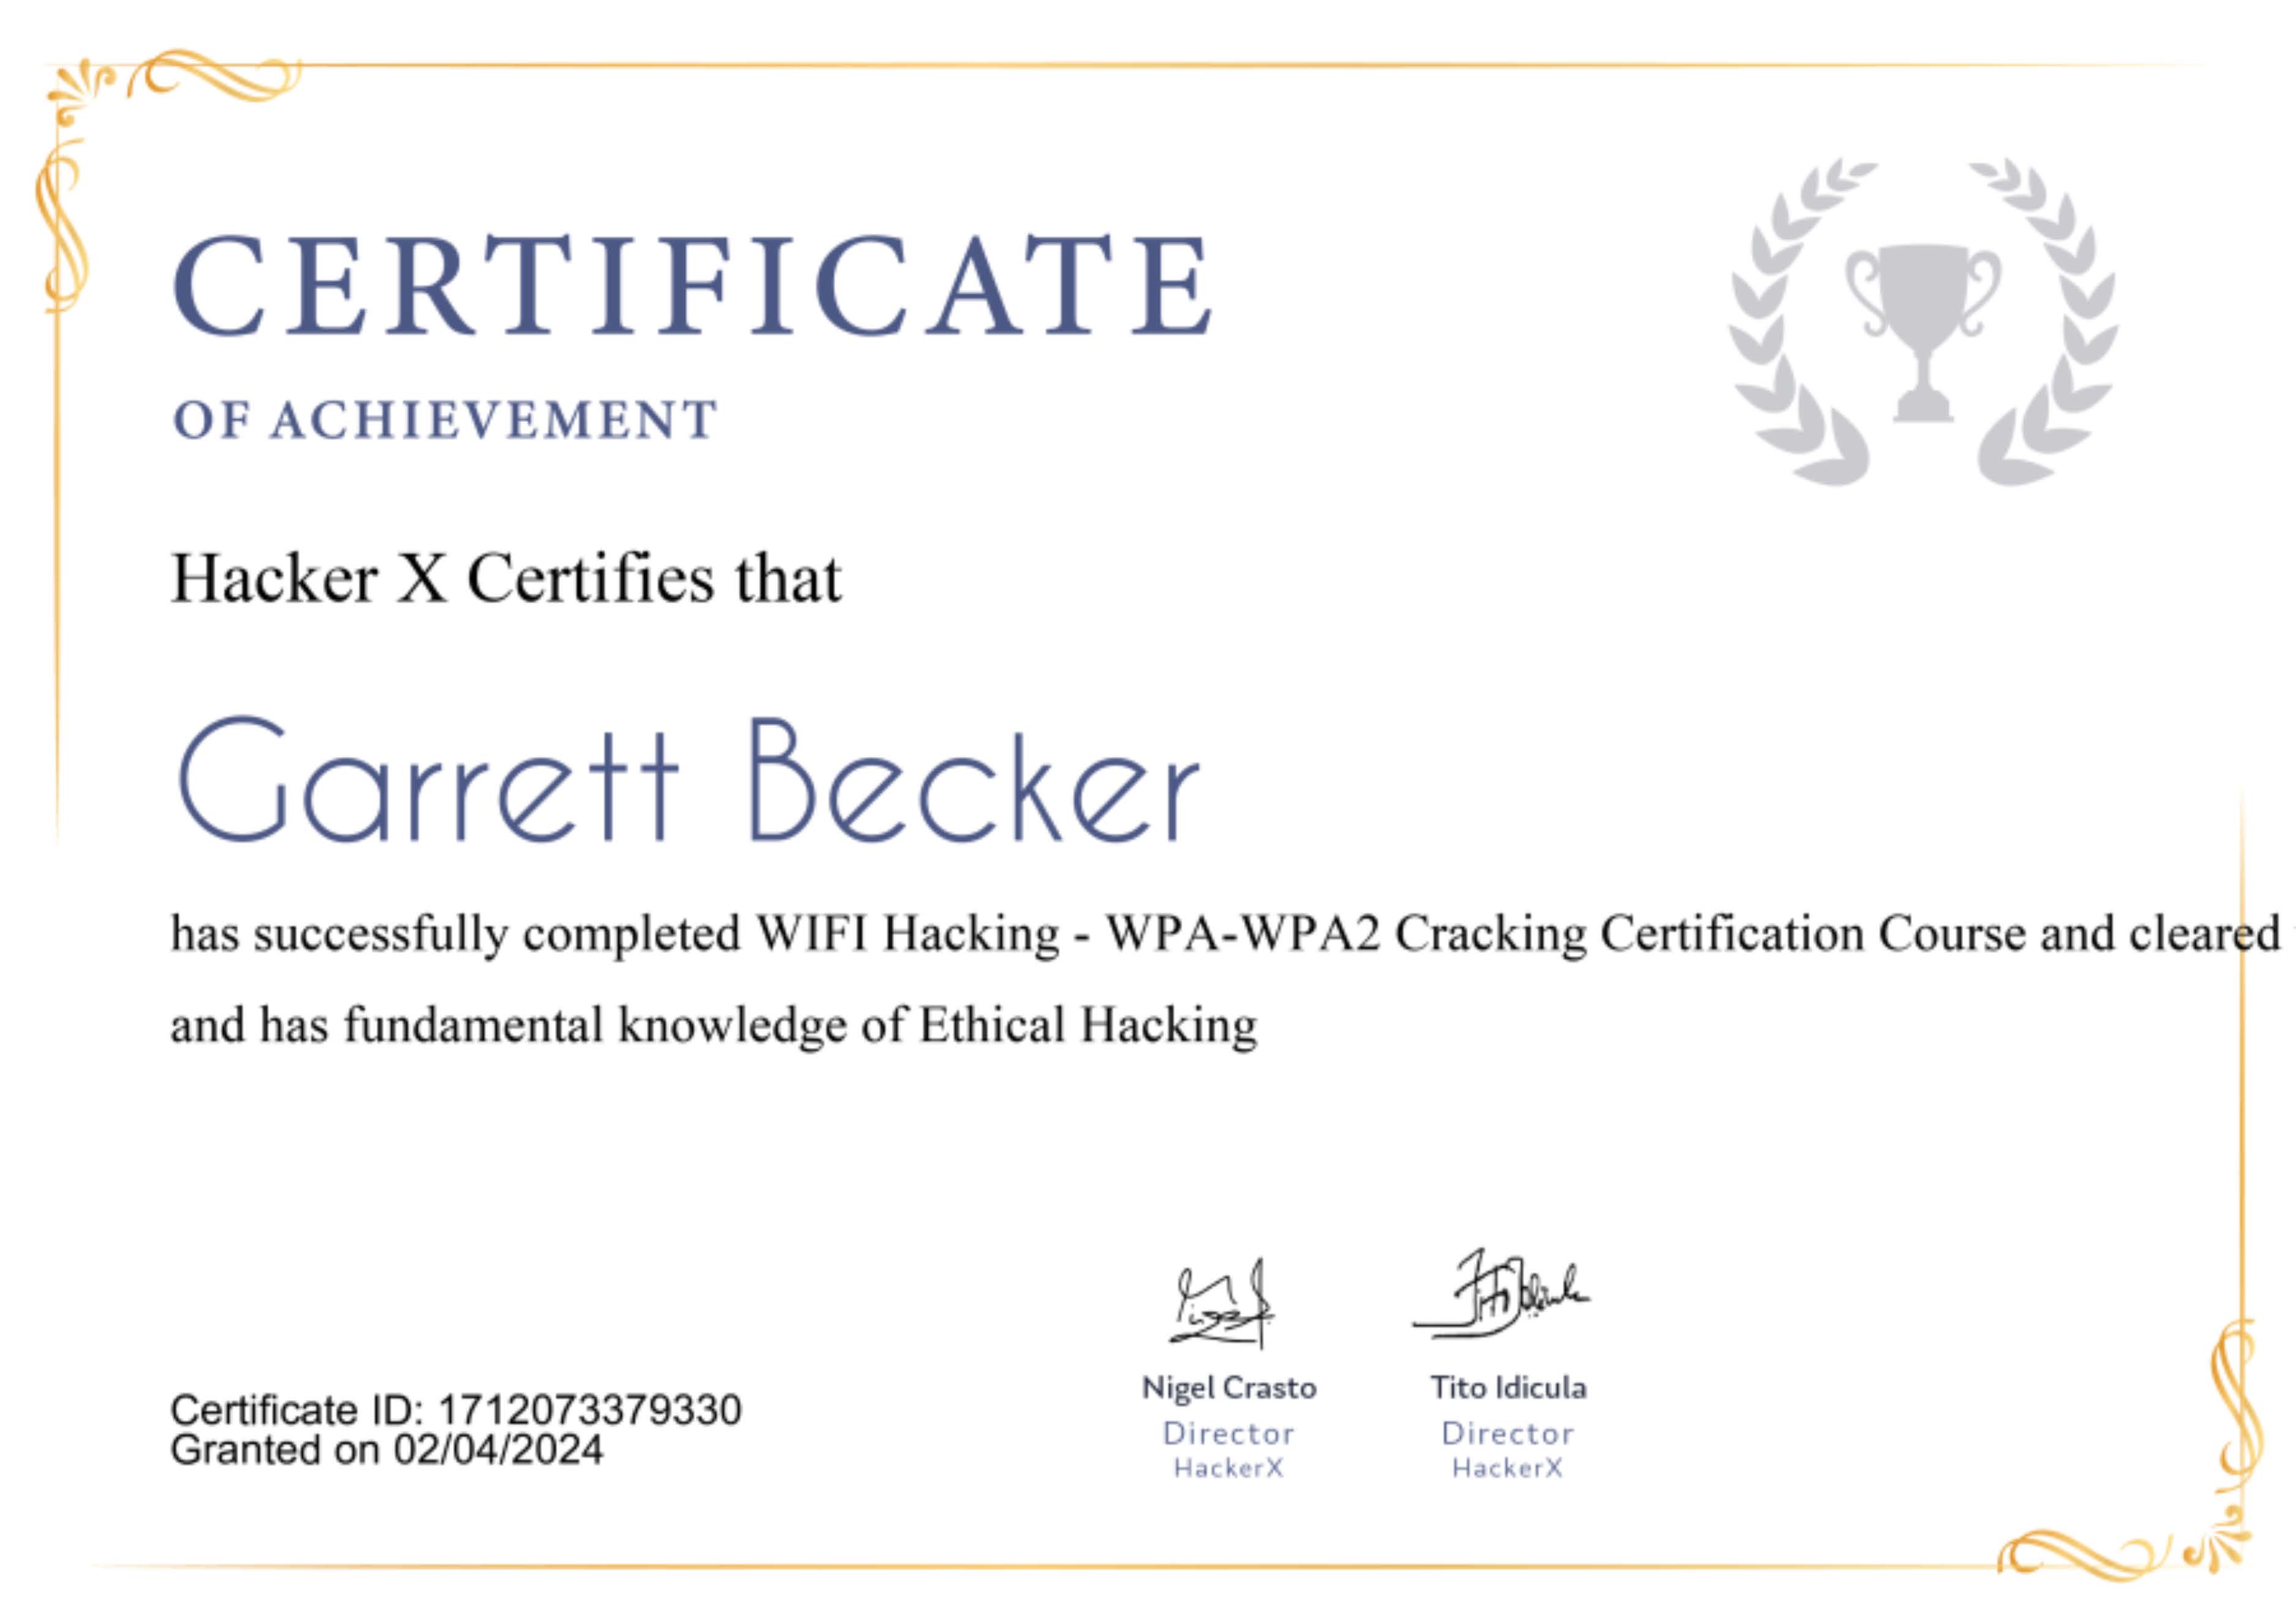 CERTIFICATE
OF ACHIEVEMENT
Hacker X Certifies that
Garrett Becker
has successfully completed WIFI Hacking - WPA-WPA2 Cracking Certification Course and cleared
and has fundamental knowledge of Ethical Hacking
Nigel Crasto
Director
HackerX
Tito Idicula
Director
HackerX
Certificate ID: 1712073379330
Granted on 02/04/2024